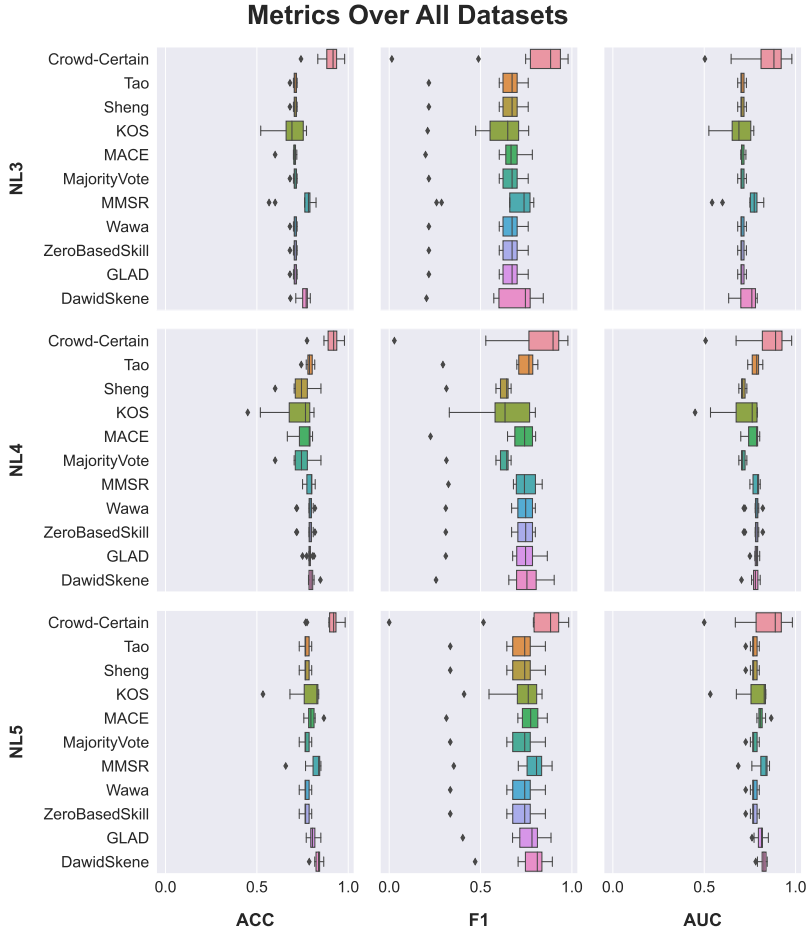 Metrics Over All Datasets
NL3
Crowd-Certain
Tao
Sheng
KOS
MACE
MajorityVote
MMSR
Wawa
ZeroBasedSkill
GLAD
DawidSkene
NL4
Crowd-Certain
Tao
Sheng
KOS
MACE
MajorityVote
MMSR
Wawa
ZeroBasedSkill
GLAD
DawidSkene
NL5
Crowd-Certain
Tao
Sheng
KOS
MACE
MajorityVote
MMSR
Wawa
ZeroBasedSkill
GLAD
DawidSkene
0.0 0.5 1.0 0.0 0.5 1.0 0.0 0.5 1.0
ACC F1 AUC